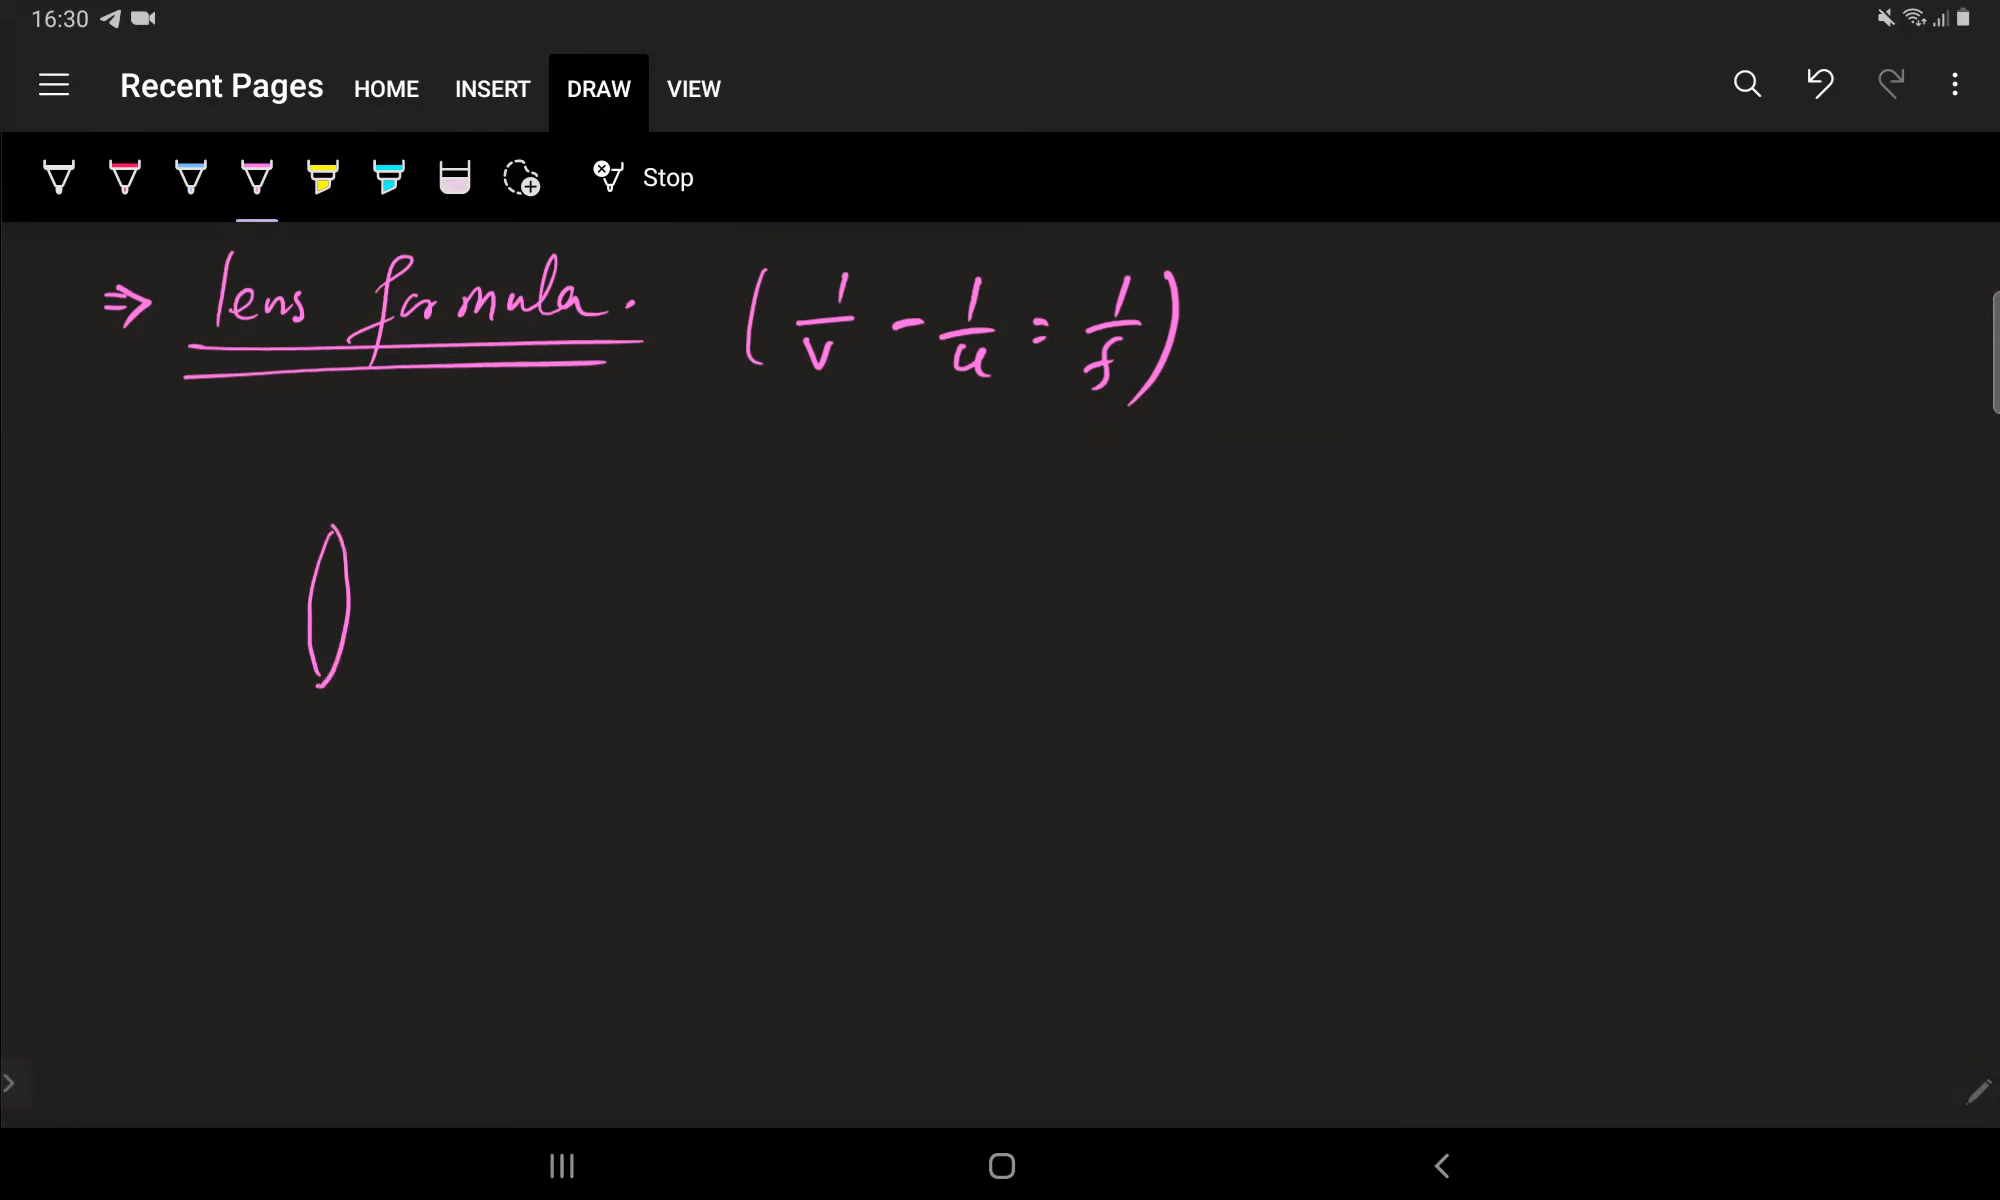 16:30
Recent Pages HOME INSERT DRAW VIEW
Stop
⇒ lens formula. (1/v - 1/u = 1/f)